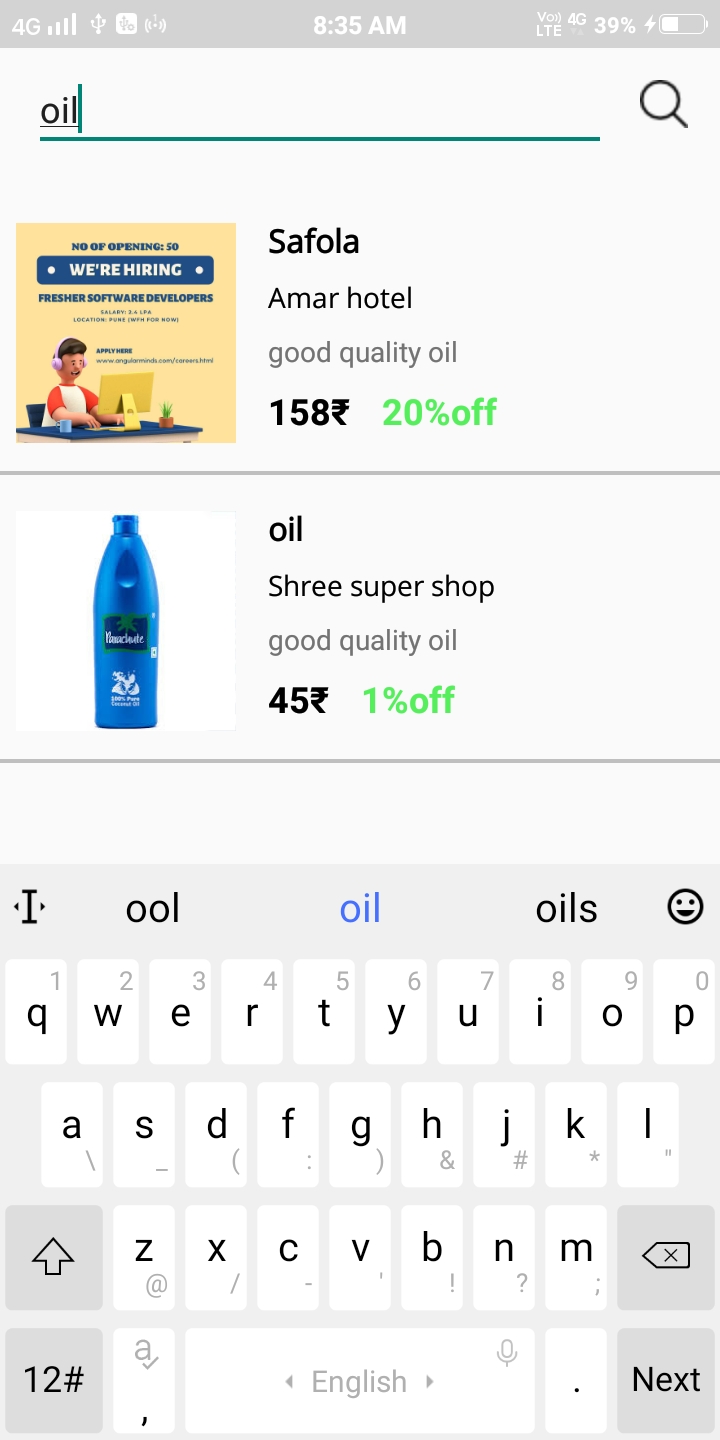 4G 8:35 AM Vo) LTE 4G 39%
oil
NO OF OPENING: 50
WE'RE HIRING
FRESHER SOFTWARE DEVELOPERS
SALARY: 2.4 LPA
LOCATION: PUNE (WFH FOR NOW)
APPLY HERE
www.angularminds.com/careers.html
Safola
Amar hotel
good quality oil
158₹ 20%off
Parachute
100% Pure
Coconut Oil
oil
Shree super shop
good quality oil
45₹ 1%off
ool oil oils
1 2 3 4 5 6 7 8 9 0
q w e r t y u i o p
a s d f g h j k l
\ _ ( : ) & # * "
z x c v b n m
@ / - ' ! ? ;
12# a , English . Next